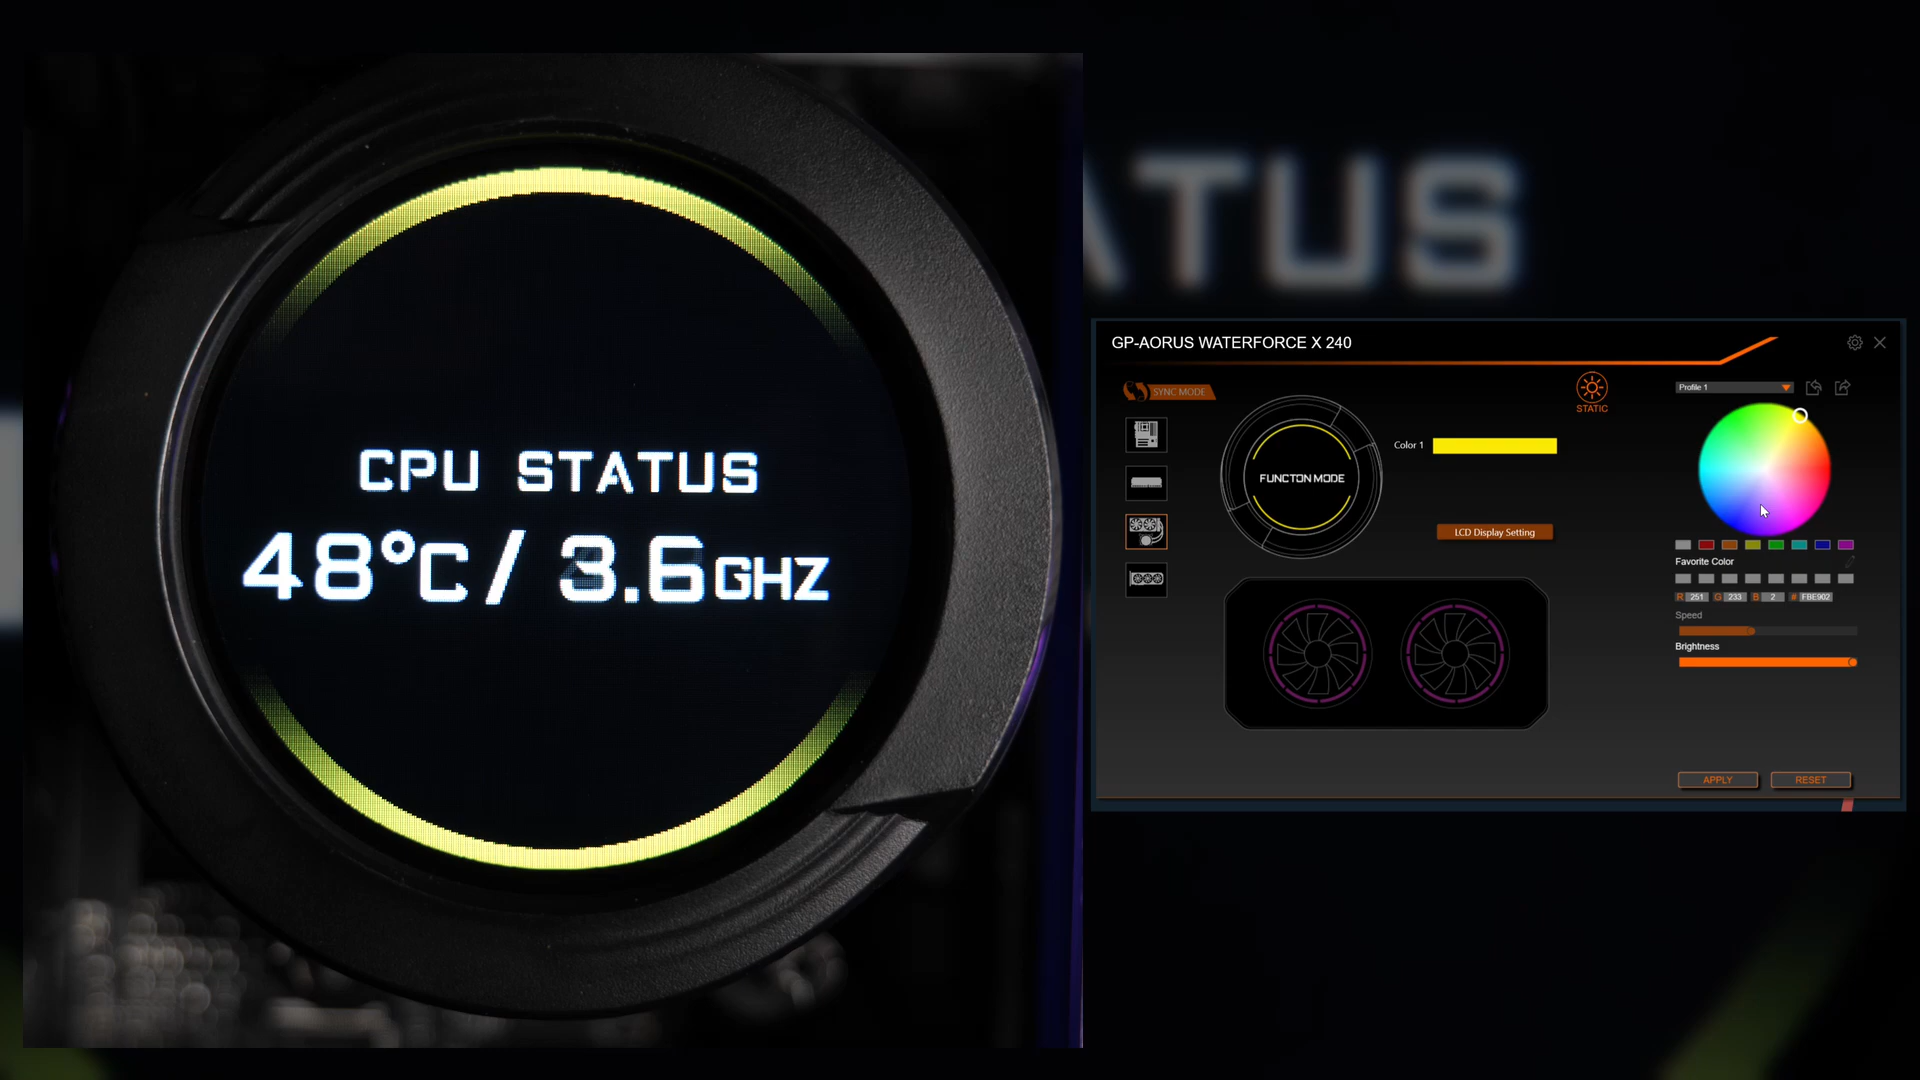 CPU STATUS
48°C / 3.6GHZ
ATUS
GP-AORUS WATERFORCE X 240
SYNC MODE
STATIC
Profile 1
FUNCTON MODE
Color 1
LCD Display Setting
Favorite Color
R 251 G 233 B 2 # FBE902
Speed
Brightness
APPLY RESET